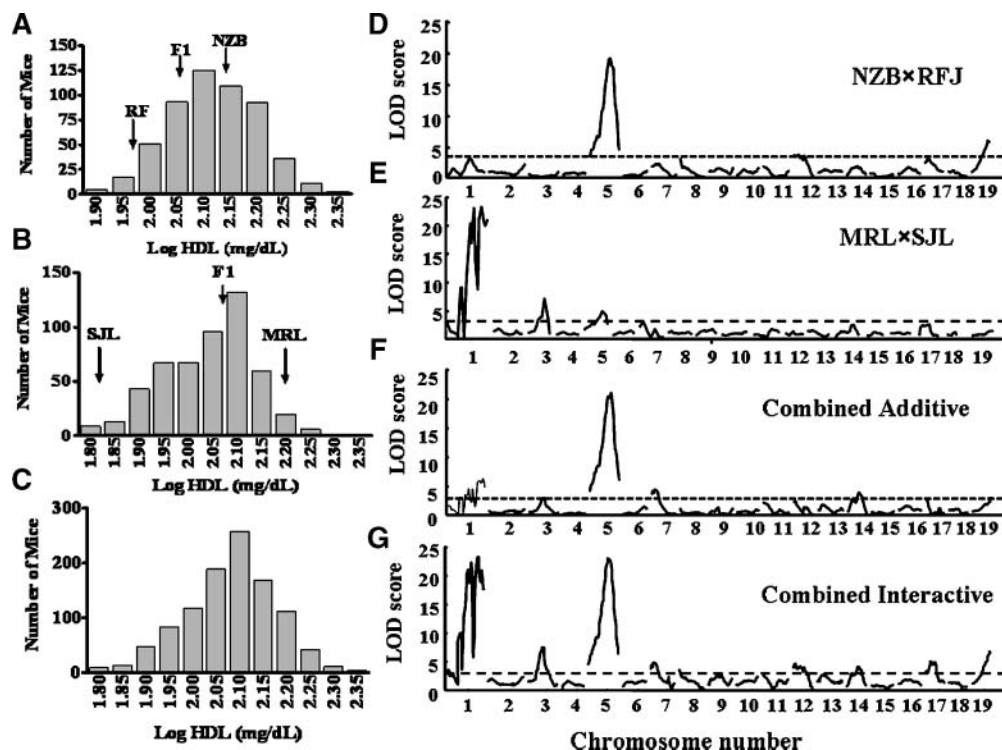 A
Number of Mice
150
125
100
75
50
25
0
RF
F1
NZB
1.90 1.95 2.00 2.05 2.10 2.15 2.20 2.25 2.30 2.35
Log HDL (mg/dL)
B
Number of Mice
150
100
50
0
SJL
F1
MRL
1.80 1.85 1.90 1.95 2.00 2.05 2.10 2.15 2.20 2.25 2.30 2.35
Log HDL (mg/dL)
C
Number of Mice
300
200
100
0
1.80 1.85 1.90 1.95 2.00 2.05 2.10 2.15 2.20 2.25 2.30 2.35
Log HDL (mg/dL)
D
LOD score
25
20
15
10
5
0
NZB×RFJ
1 2 3 4 5 6 7 8 9 10 11 12 13 14 15 16 17 18 19
E
LOD score
25
20
15
10
5
0
MRL×SJL
1 2 3 4 5 6 7 8 9 10 11 12 13 14 15 16 17 18 19
F
LOD score
25
20
15
10
5
0
Combined Additive
1 2 3 4 5 6 7 8 9 10 11 12 13 14 15 16 17 18 19
G
LOD score
25
20
15
10
5
0
Combined Interactive
1 2 3 4 5 6 7 8 9 10 11 12 13 14 15 16 17 18 19
Chromosome number